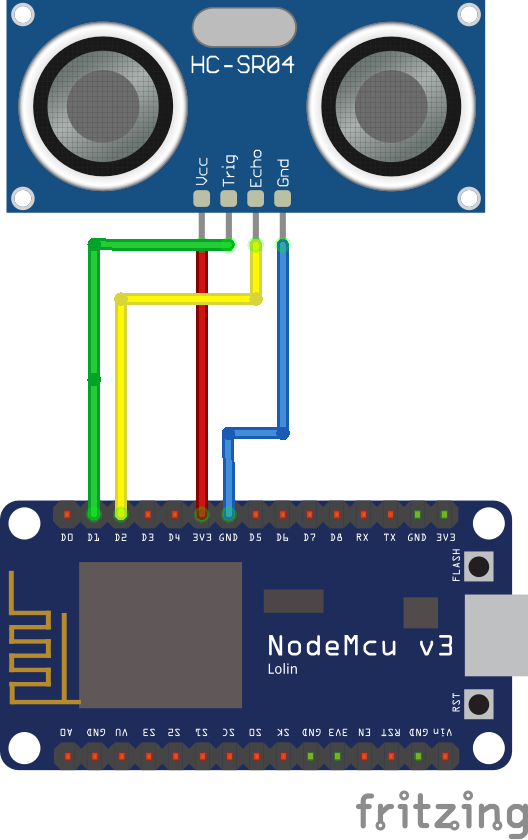 HC-SR04
Vcc Trig Echo Gnd
D0 D1 D2 D3 D4 3V3 GND D5 D6 D7 D8 RX TX GND 3V3
FLASH
NodeMcu v3
Lolin
RST
A0 GND VU S3 S2 S1 SC S0 SK GND 3V3 EN RST GND Vin
fritzing